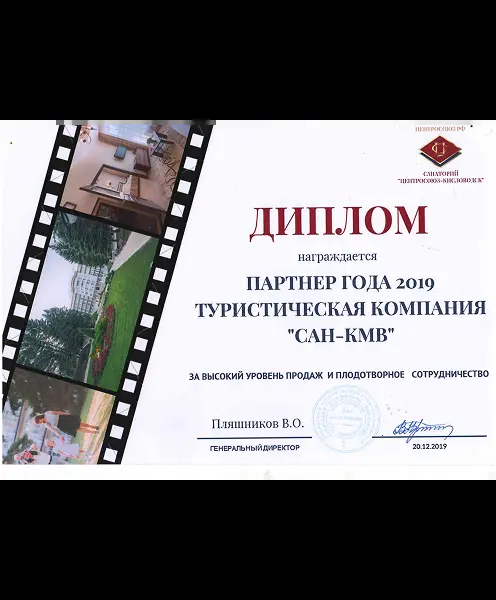 ЦЕНТРОСОЮЗ РФ
САНАТОРИЙ
"ЦЕНТРОСОЮЗ-КИСЛОВОДСК"
ДИПЛОМ
награждается
ПАРТНЕР ГОДА 2019
ТУРИСТИЧЕСКАЯ КОМПАНИЯ
"САН-КМВ"
ЗА ВЫСОКИЙ УРОВЕНЬ ПРОДАЖ И ПЛОДОТВОРНОЕ СОТРУДНИЧЕСТВО
Пляшников В.О.
ГЕНЕРАЛЬНЫЙ ДИРЕКТОР
20.12.2019